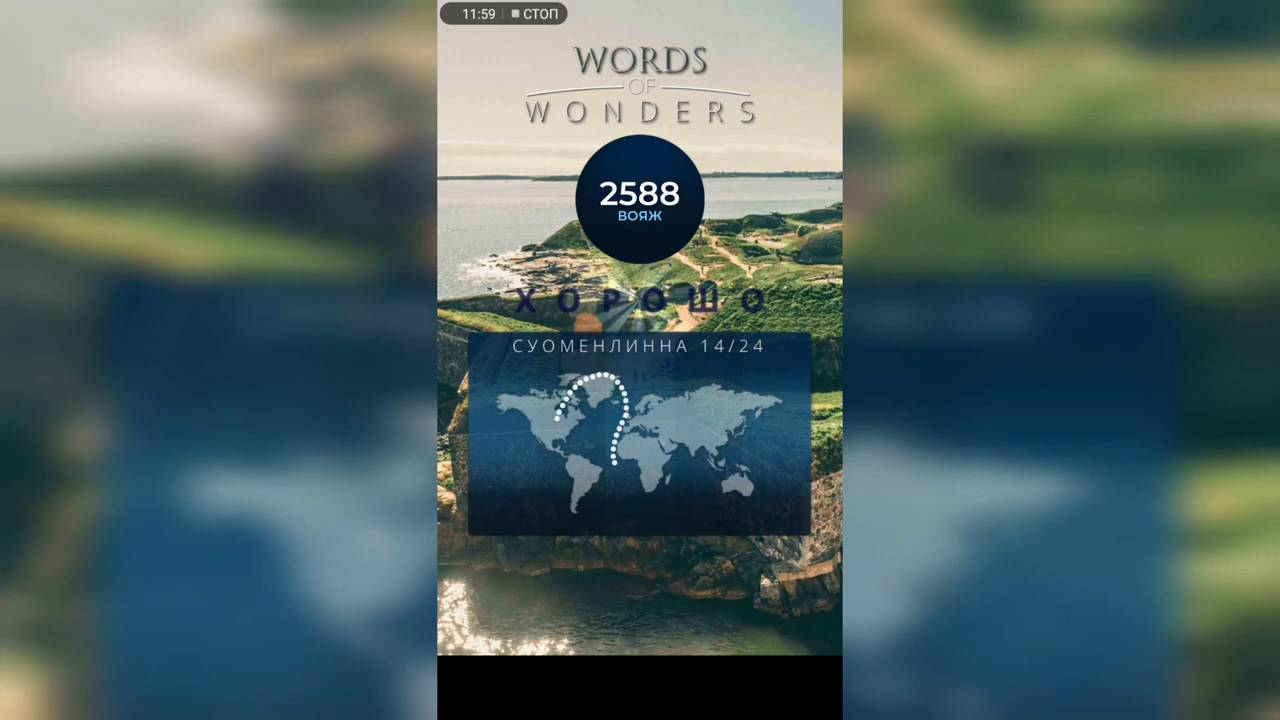 11:59 СТОП
WORDS
OF
WONDERS
2588
ВОЯЖ
ХОРОШО
СУОМЕНЛИННА 14/24